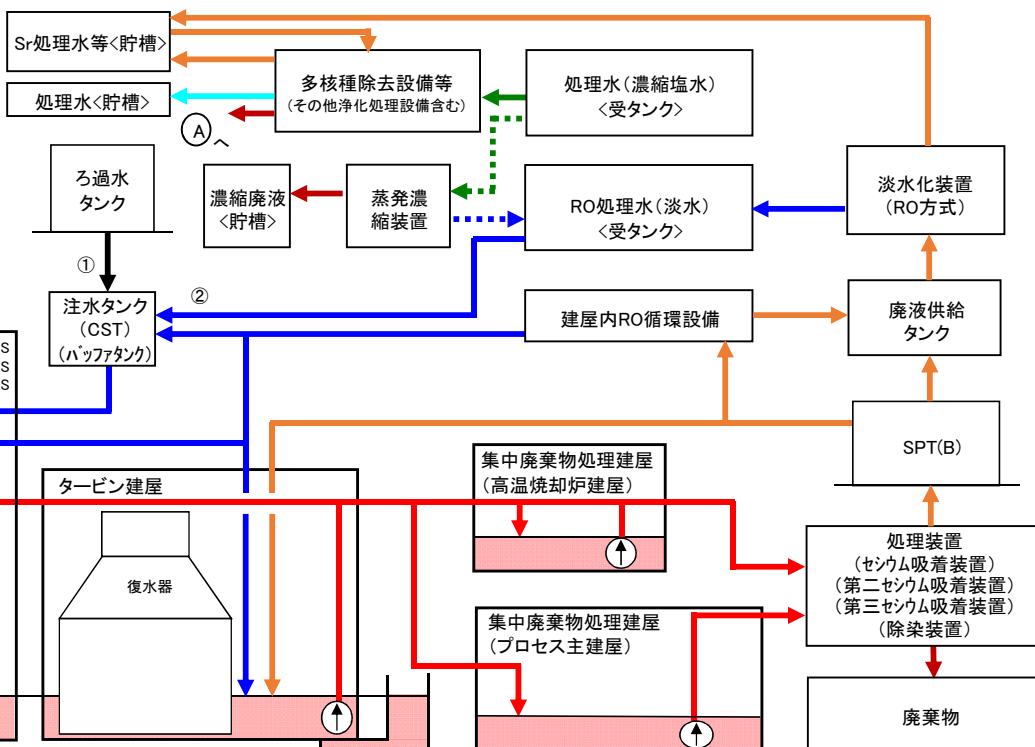 Sr処理水等<貯槽>
処理水<貯槽>
多核種除去設備等
(その他浄化処理設備含む)
Aへ
処理水(濃縮塩水)
<受タンク>
ろ過水
タンク
濃縮廃液
<貯槽>
蒸発濃
縮装置
RO処理水(淡水)
<受タンク>
淡水化装置
(RO方式)
①
②
注水タンク
(CST)
(バッファタンク)
建屋内RO循環設備
廃液供給
タンク
S
S
S
SPT(B)
タービン建屋
復水器
集中廃棄物処理建屋
(高温焼却炉建屋)
処理装置
(セシウム吸着装置)
(第二セシウム吸着装置)
(第三セシウム吸着装置)
(除染装置)
集中廃棄物処理建屋
(プロセス主建屋)
廃棄物